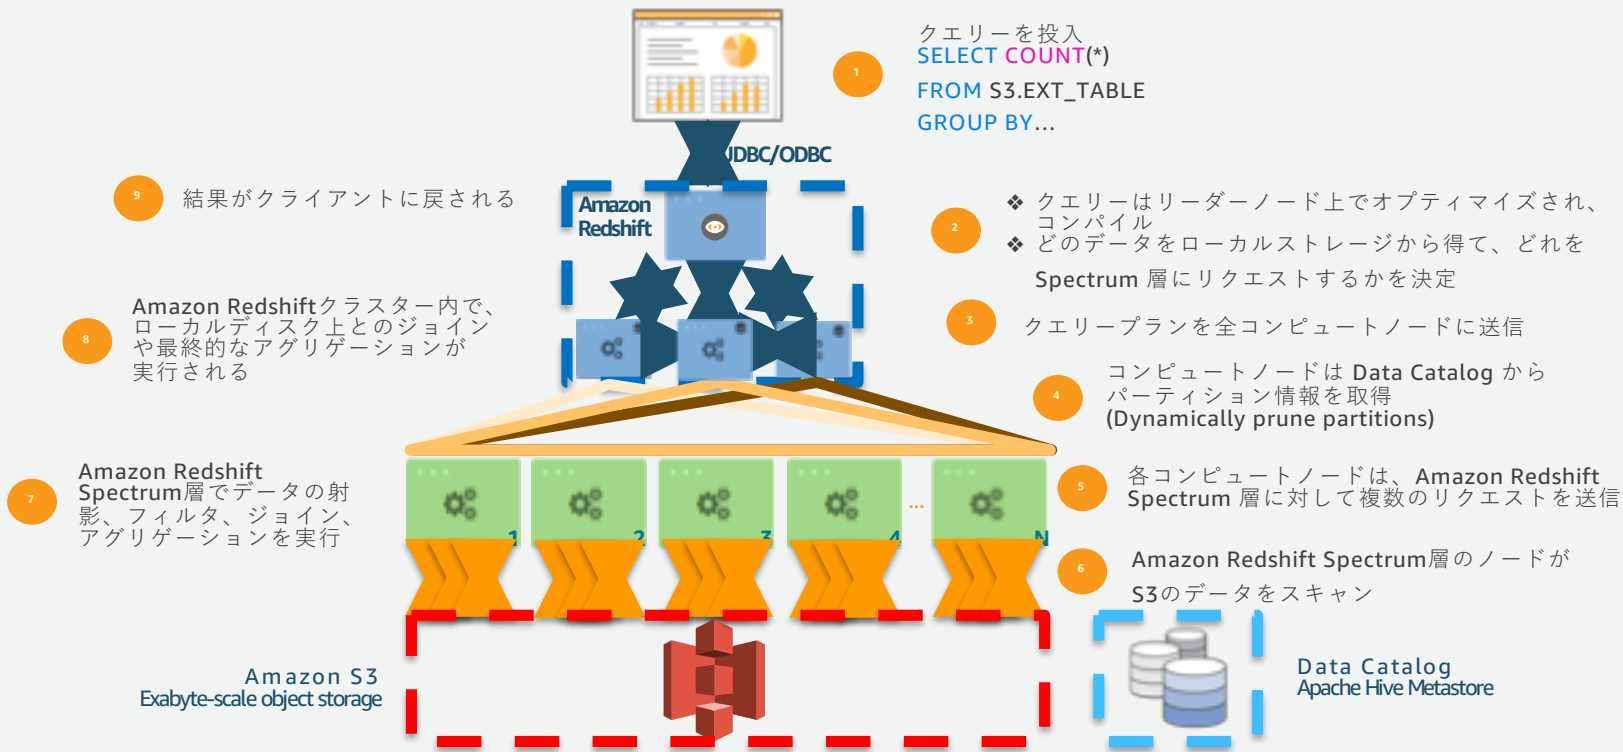 1
クエリーを投入
SELECT COUNT(*)
FROM S3.EXT_TABLE
GROUP BY...
JDBC/ODBC
9
結果がクライアントに戻される
Amazon
Redshift
2
❖ クエリーはリーダーノード上でオプティマイズされ、
コンパイル
❖ どのデータをローカルストレージから得て、どれを
Spectrum 層にリクエストするかを決定
8
Amazon Redshiftクラスター内で、
ローカルディスク上とのジョイン
や最終的なアグリゲーションが
実行される
3
クエリープランを全コンピュートノードに送信
4
コンピュートノードは Data Catalog から
パーティション情報を取得
(Dynamically prune partitions)
7
Amazon Redshift
Spectrum層でデータの射
影、フィルタ、ジョイン、
アグリゲーションを実行
5
各コンピュートノードは、Amazon Redshift
Spectrum 層に対して複数のリクエストを送信
1
2
3
4
...
N
6
Amazon Redshift Spectrum層のノードが
S3のデータをスキャン
Amazon S3
Exabyte-scale object storage
Data Catalog
Apache Hive Metastore